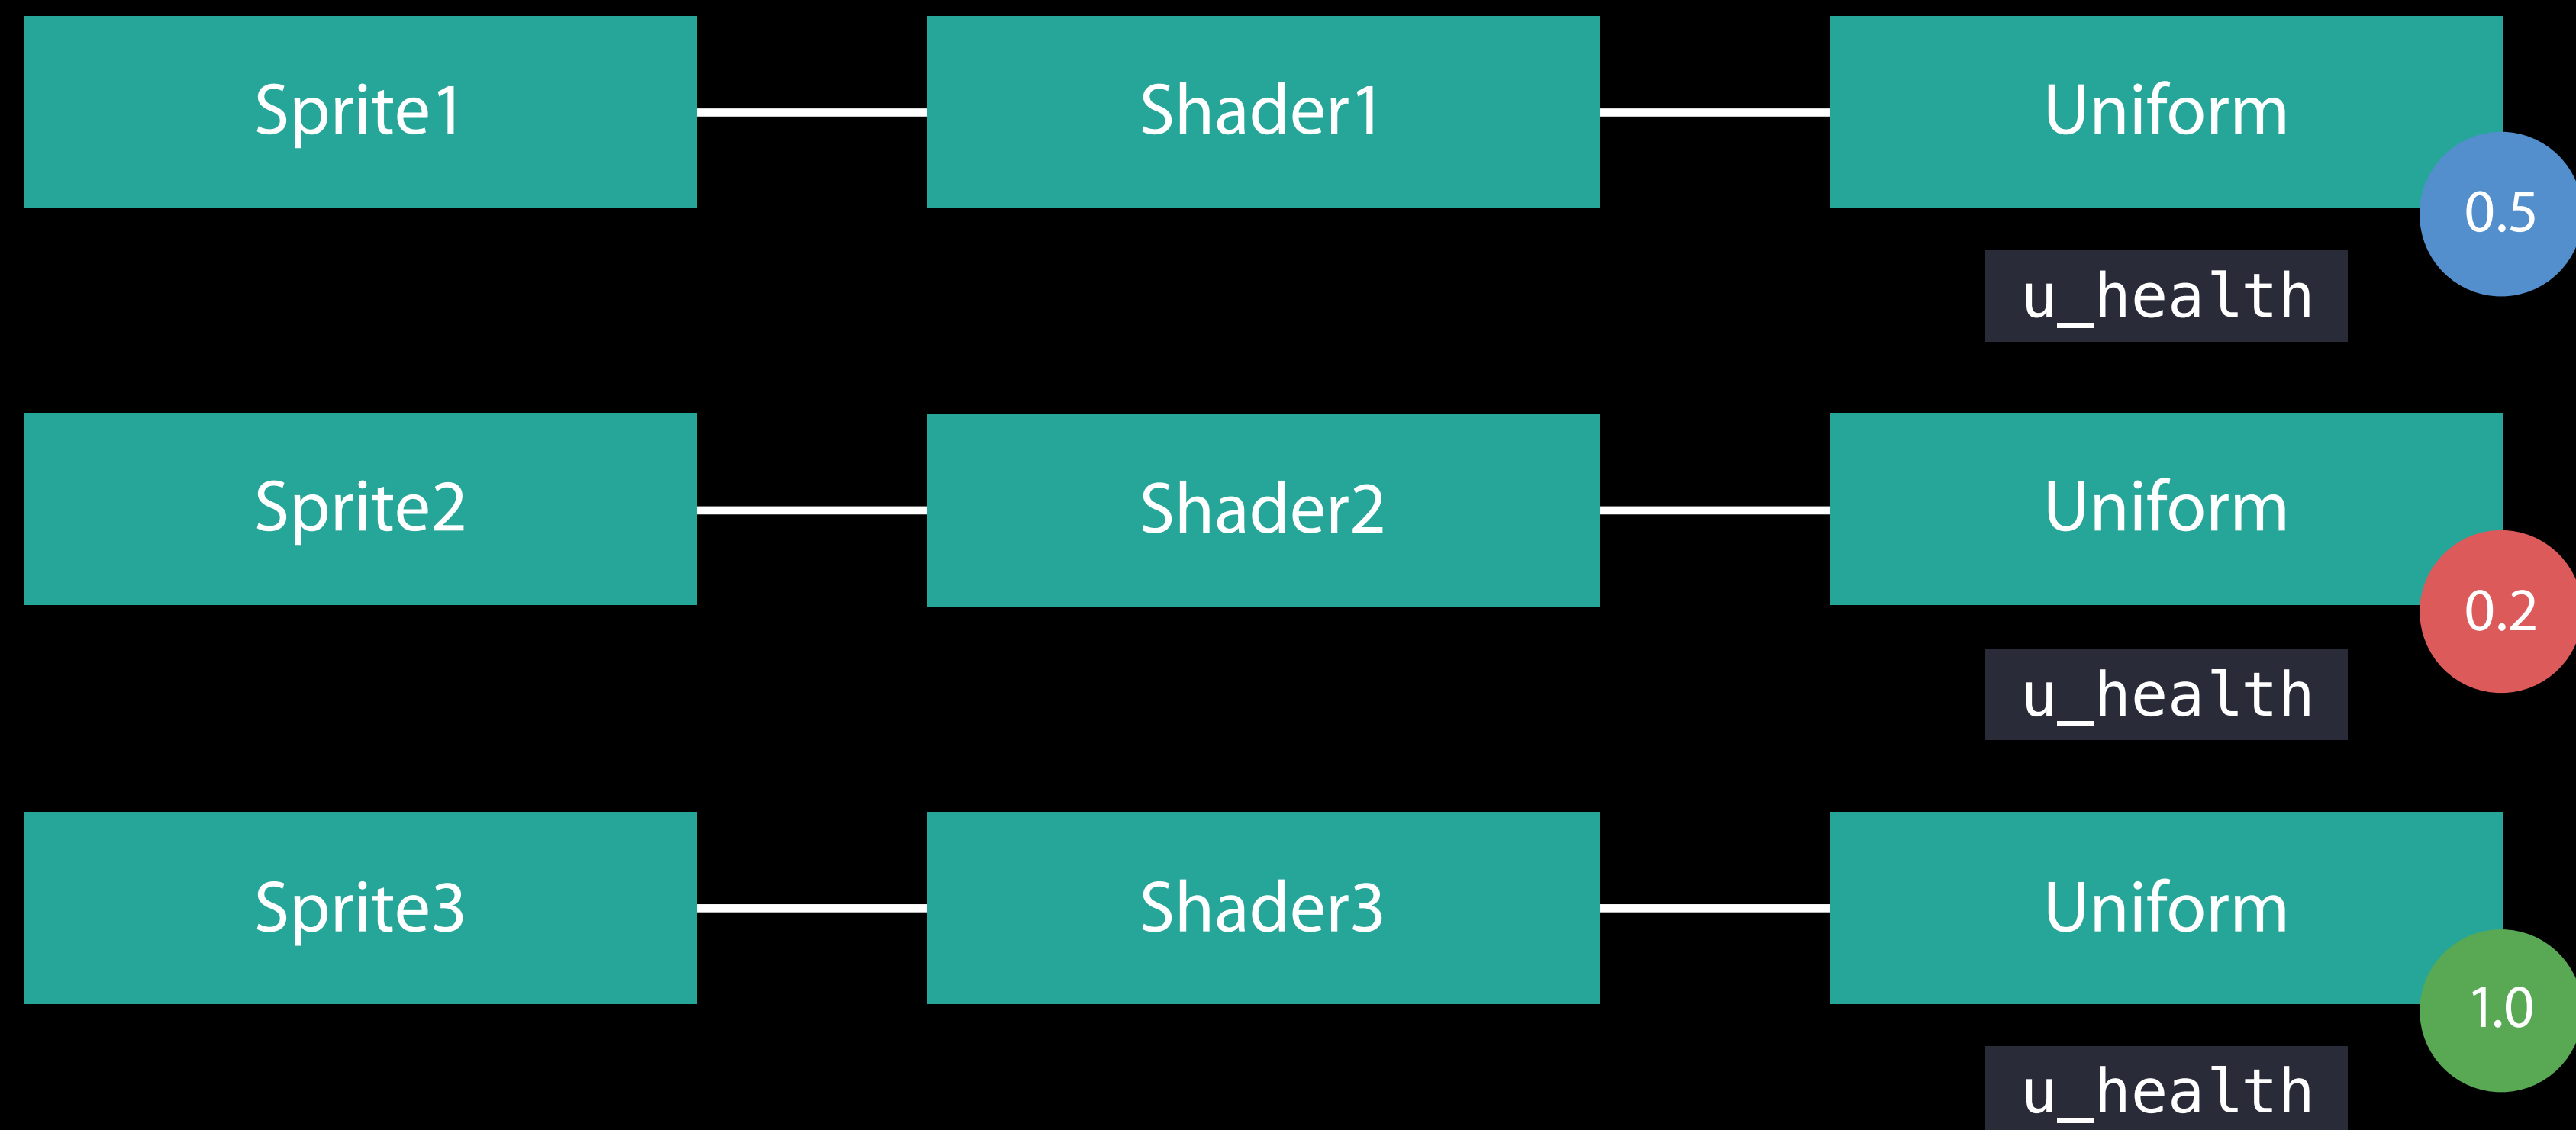 Sprite1 Shader1 Uniform
0.5
u_health
Sprite2 Shader2 Uniform
0.2
u_health
Sprite3 Shader3 Uniform
1.0
u_health